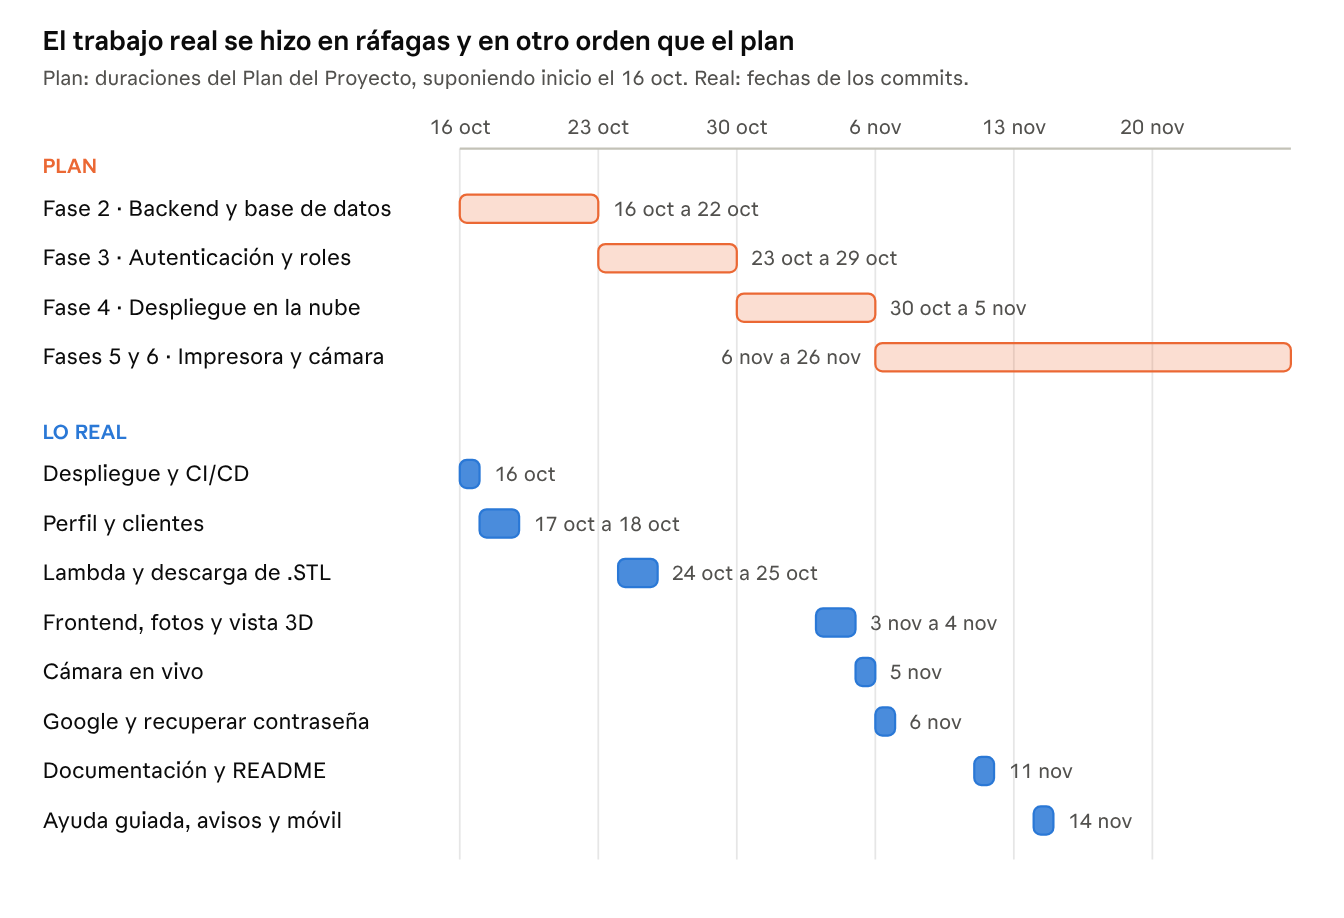 El trabajo real se hizo en ráfagas y en otro orden que el plan
Plan: duraciones del Plan del Proyecto, suponiendo inicio el 16 oct. Real: fechas de los commits.
16 oct 23 oct 30 oct 6 nov 13 nov 20 nov
PLAN
Fase 2 · Backend y base de datos 16 oct a 22 oct
Fase 3 · Autenticación y roles 23 oct a 29 oct
Fase 4 · Despliegue en la nube 30 oct a 5 nov
Fases 5 y 6 · Impresora y cámara 6 nov a 26 nov
LO REAL
Despliegue y CI/CD 16 oct
Perfil y clientes 17 oct a 18 oct
Lambda y descarga de .STL 24 oct a 25 oct
Frontend, fotos y vista 3D 3 nov a 4 nov
Cámara en vivo 5 nov
Google y recuperar contraseña 6 nov
Documentación y README 11 nov
Ayuda guiada, avisos y móvil 14 nov